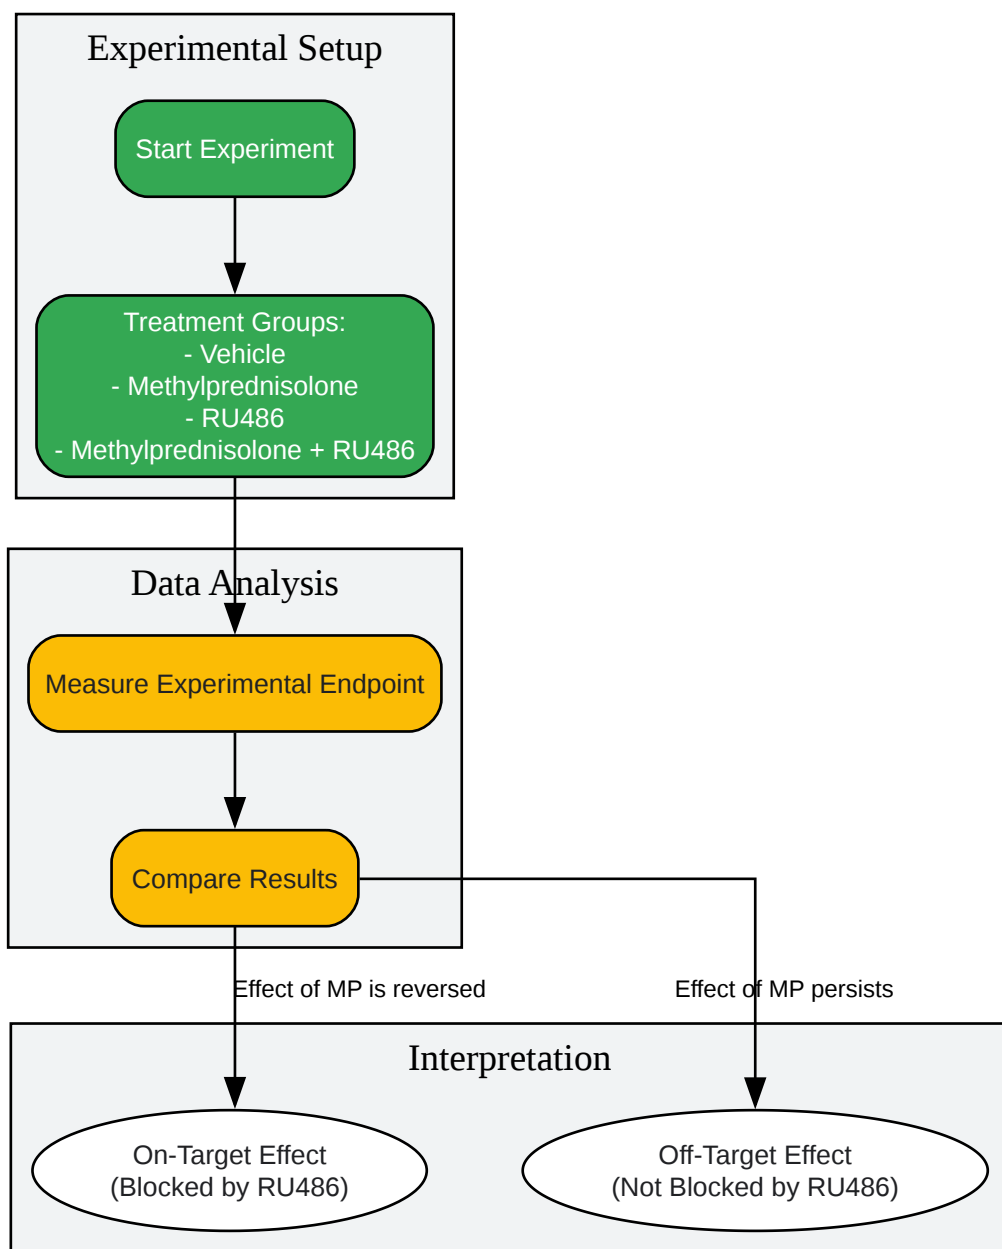 Experimental Setup
Start Experiment
Treatment Groups:
- Vehicle
- Methylprednisolone
- RU486
- Methylprednisolone + RU486
Data Analysis
Measure Experimental Endpoint
Compare Results
Effect of MP is reversed
Effect of MP persists
Interpretation
On-Target Effect
(Blocked by RU486)
Off-Target Effect
(Not Blocked by RU486)